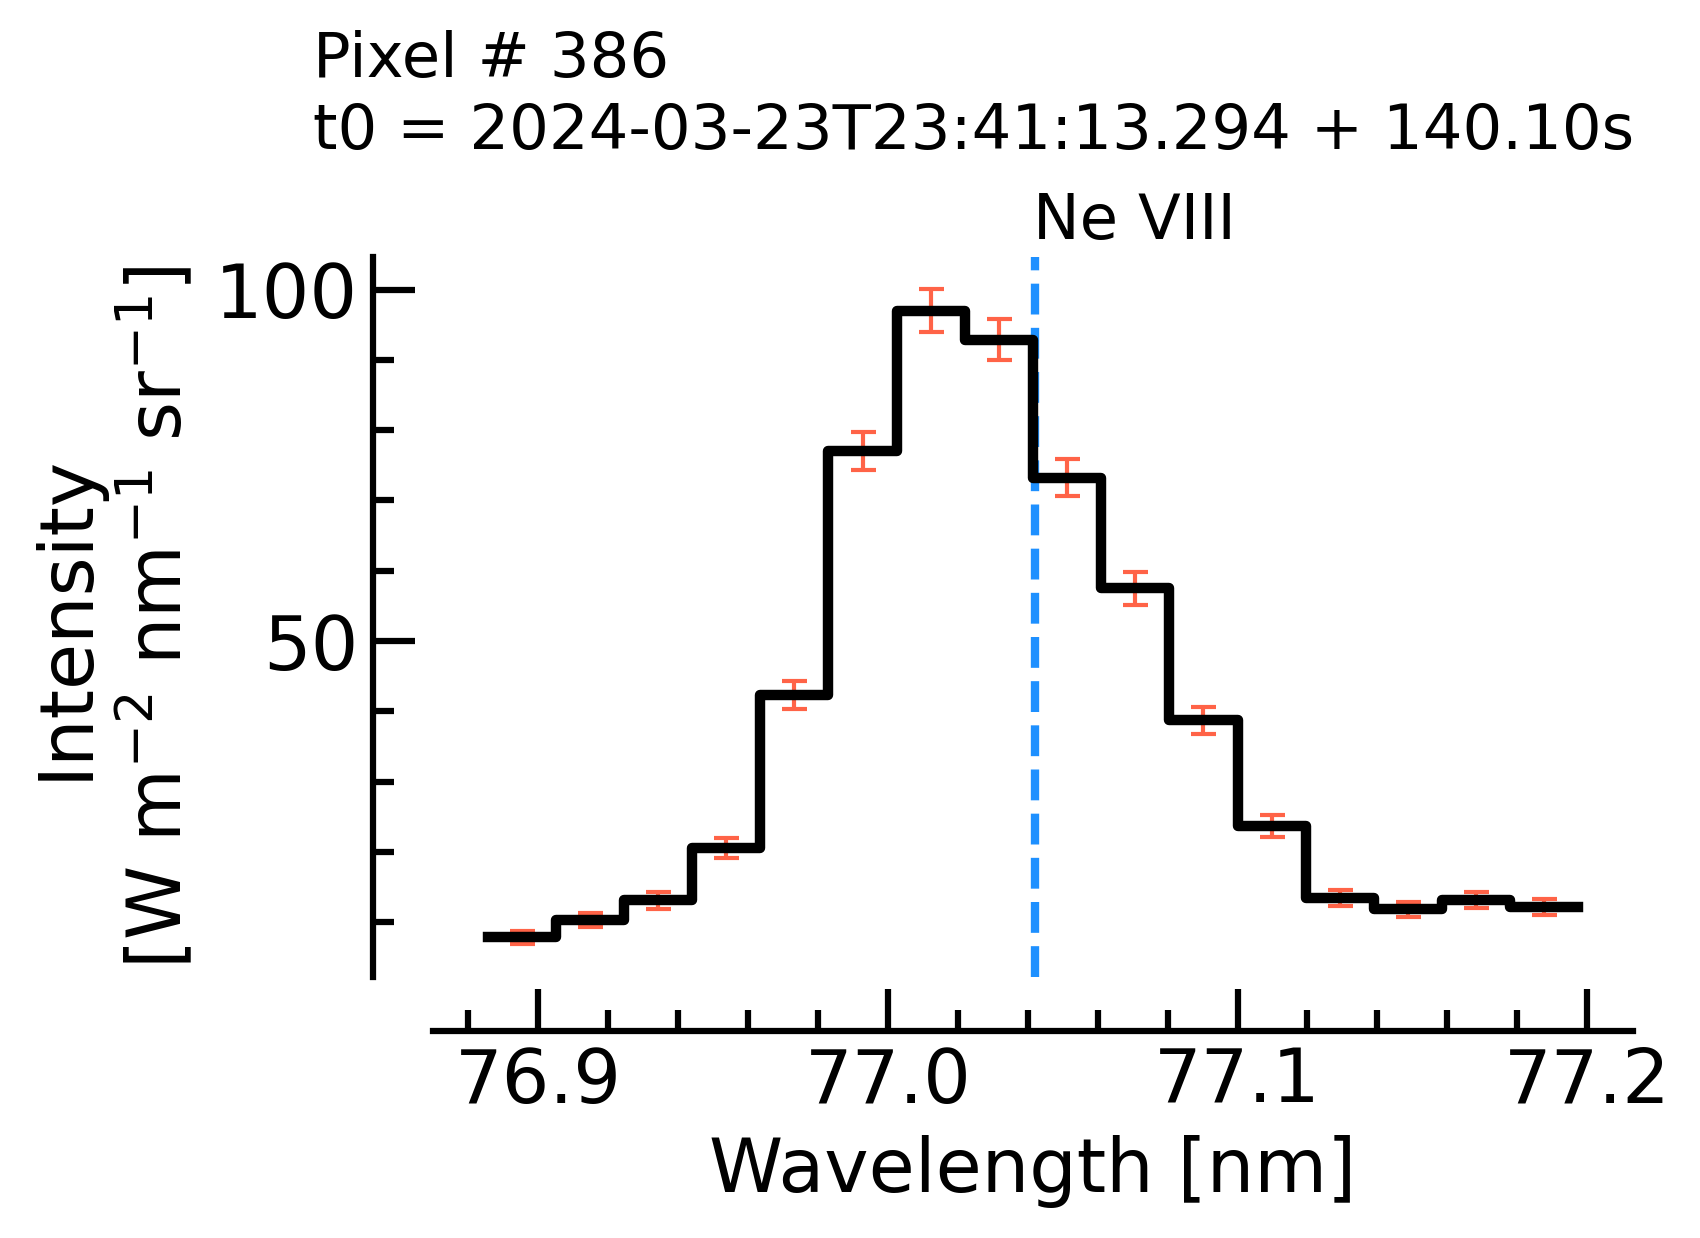 Pixel # 386
t0 = 2024-03-23T23:41:13.294 + 140.10s
Ne VIII
Intensity
[W m⁻² nm⁻¹ sr⁻¹]
100
50
76.9 77.0 77.1 77.2
Wavelength [nm]